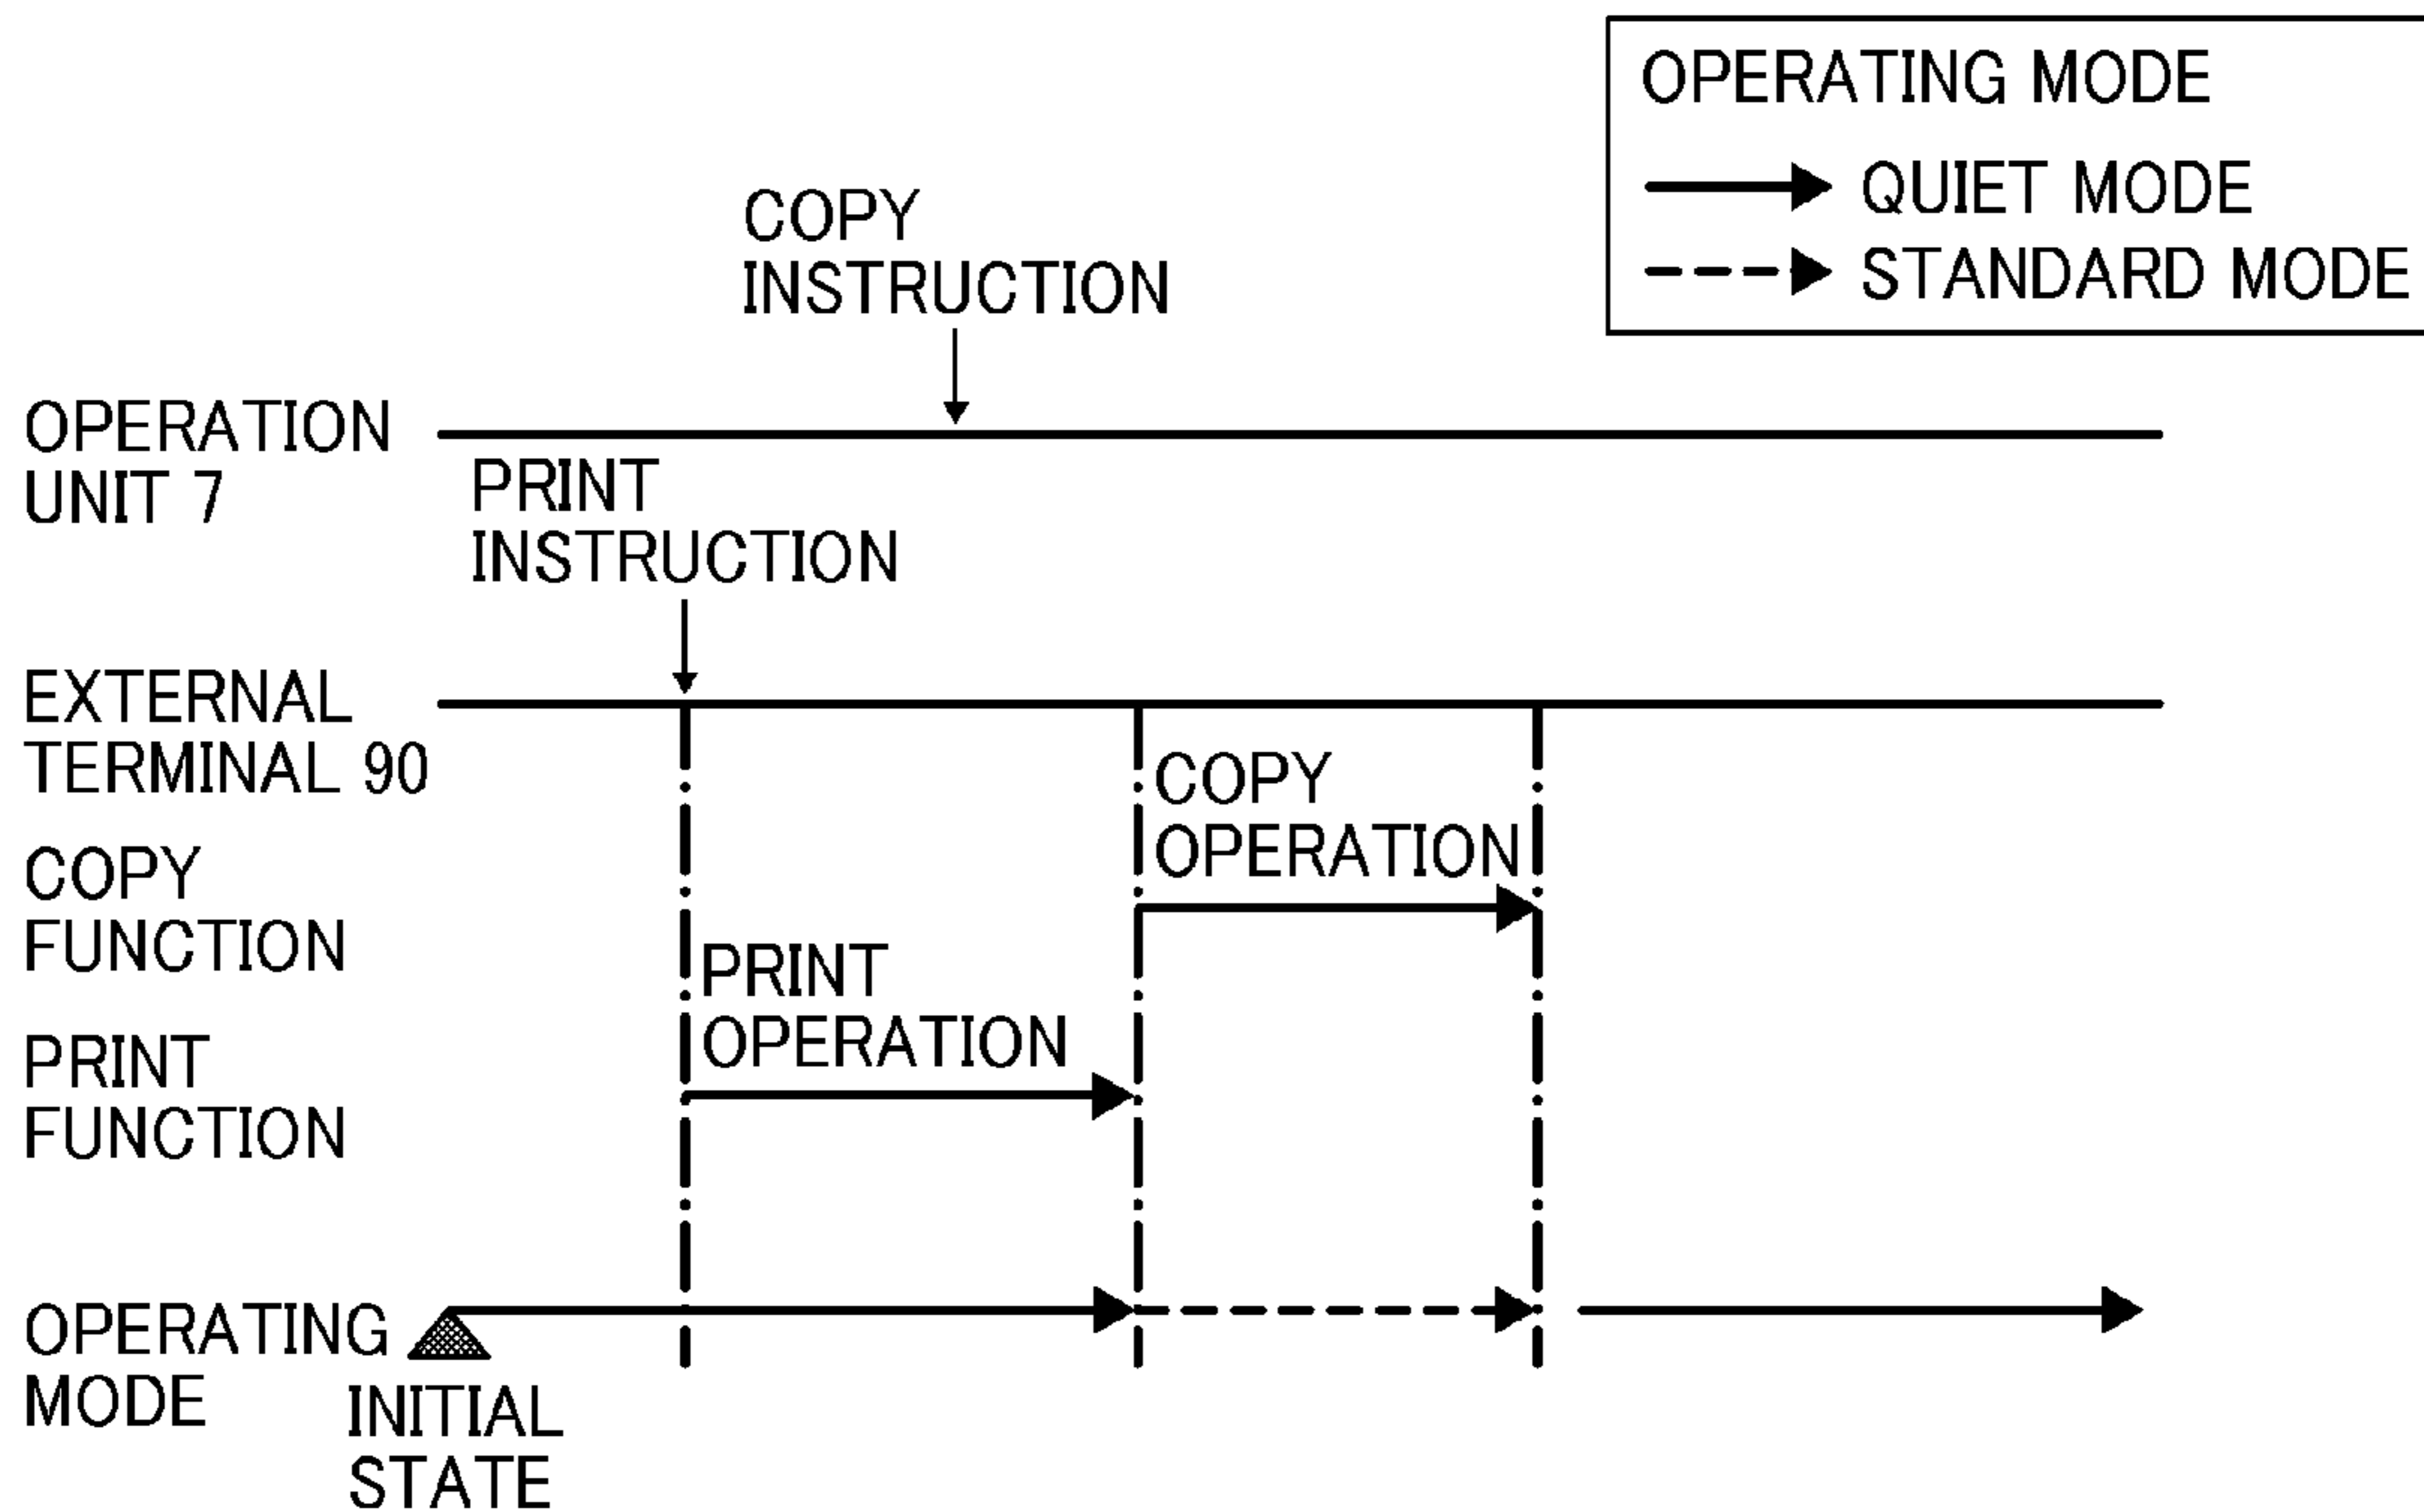 OPERATING MODE
QUIET MODE
STANDARD MODE
COPY
INSTRUCTION
OPERATION
UNIT 7
PRINT
INSTRUCTION
EXTERNAL
TERMINAL 90
COPY
OPERATION
COPY
FUNCTION
PRINT
OPERATION
PRINT
FUNCTION
OPERATING
MODE
INITIAL
STATE